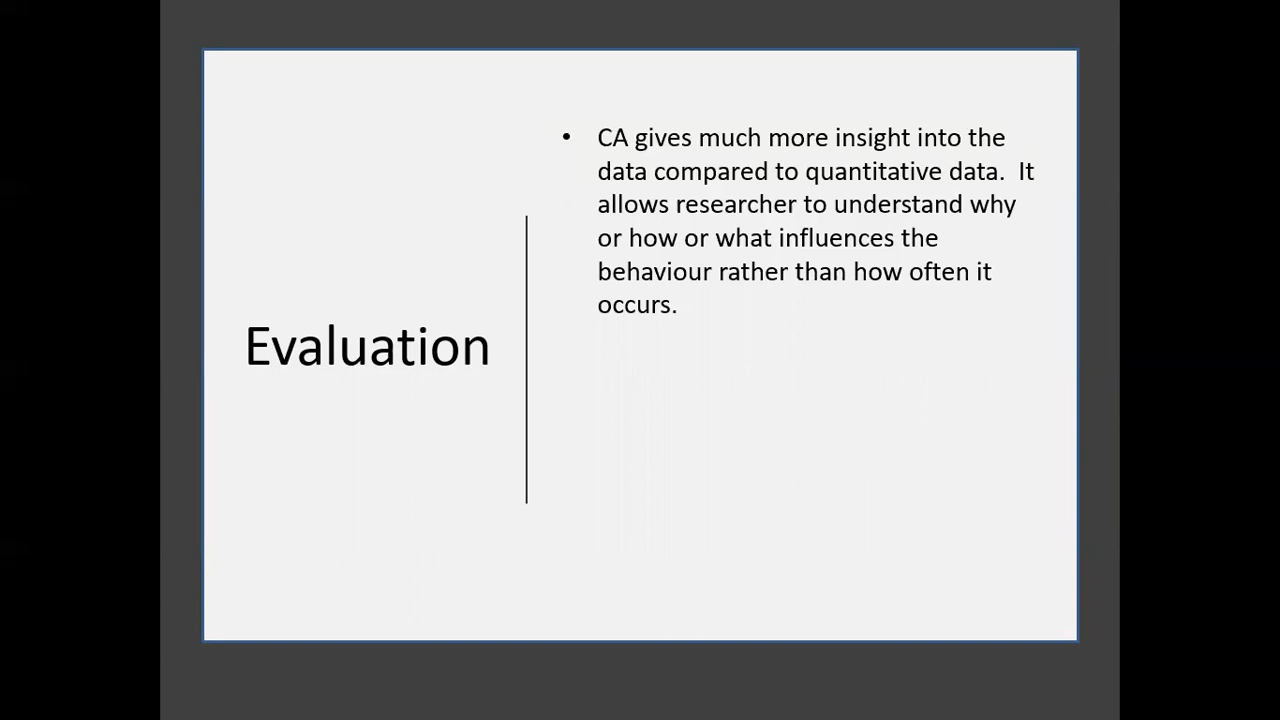 Evaluation
• CA gives much more insight into the
data compared to quantitative data.  It
allows researcher to understand why
or how or what influences the
behaviour rather than how often it
occurs.